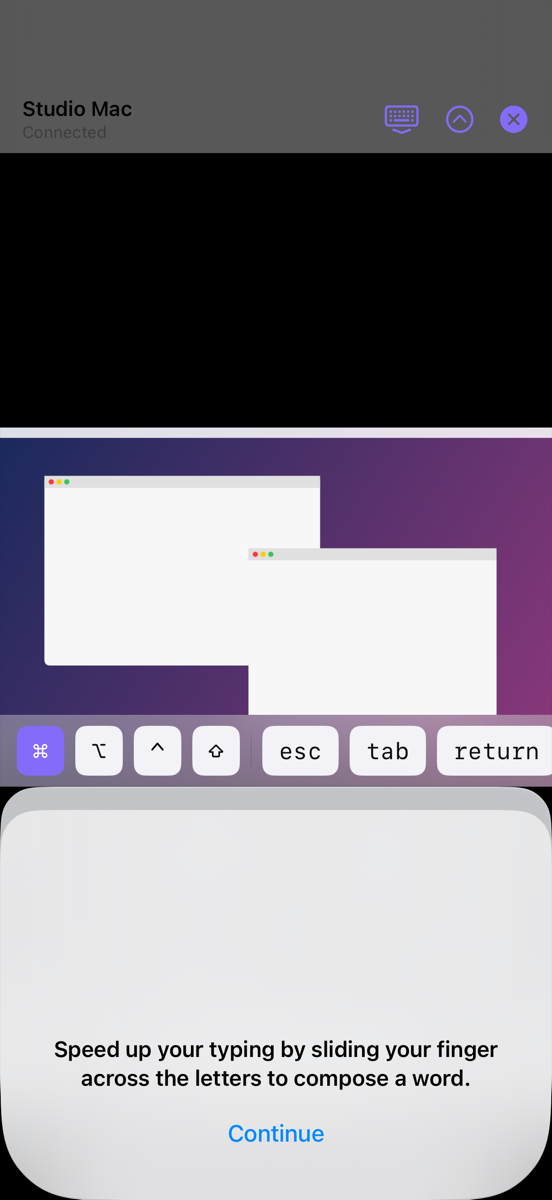 Studio Mac
Connected
⌘ ⌥ ^ ⇧ esc tab return
Speed up your typing by sliding your finger
across the letters to compose a word.
Continue